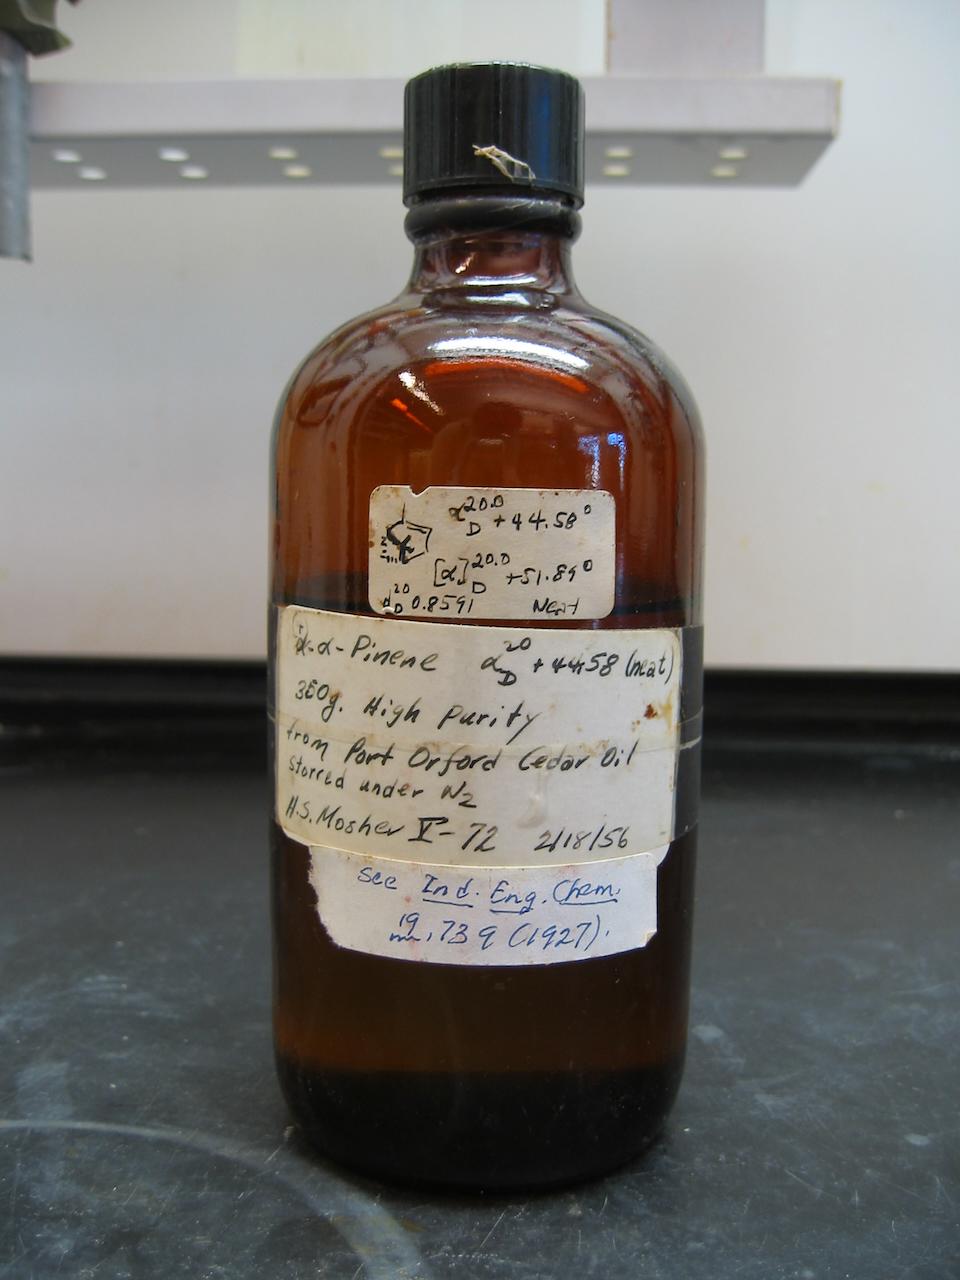 α 20.0 D +44.58°
[α] 20.0 D +51.89°
d 20 D 0.8591 Neat
d-α-Pinene α 20 D +44.58 (neat)
350g. High Purity
from Port Orford Cedar Oil
storred under N2
H.S. Mosher V-72 2/18/56
See Ind. Eng. Chem.
19, 739 (1927).